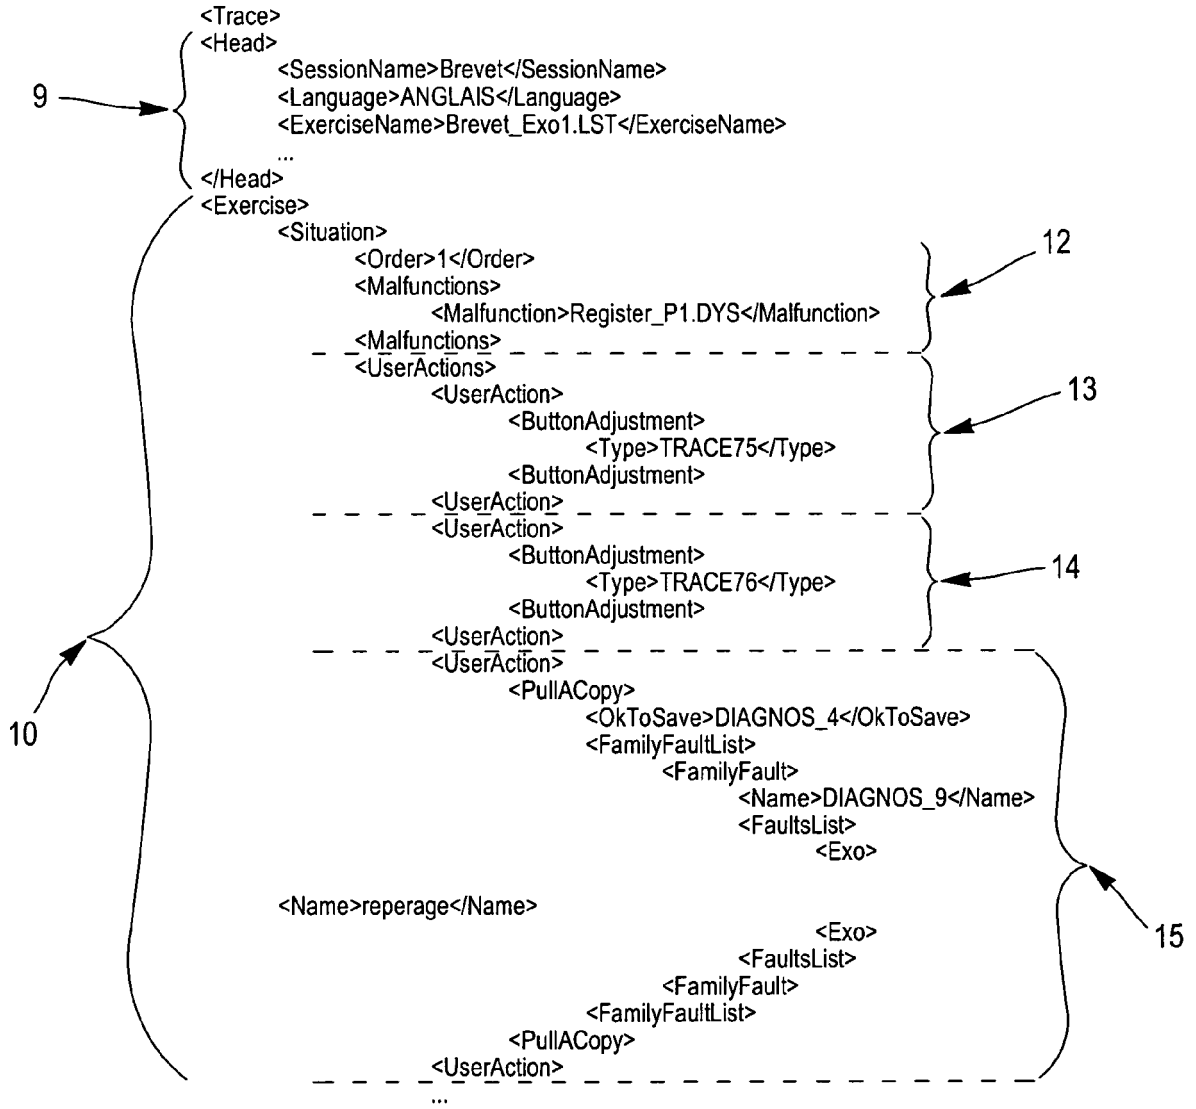 <Trace>
<Head>
9
<SessionName>Brevet</SessionName>
<Language>ANGLAIS</Language>
<ExerciseName>Brevet_Exo1.LST</ExerciseName>
...
</Head>
<Exercise>
<Situation>
12
<Order>1</Order>
<Malfunctions>
<Malfunction>Register_P1.DYS</Malfunction>
<Malfunctions>
<UserActions>
<UserAction>
13
<ButtonAdjustment>
<Type>TRACE75</Type>
<ButtonAdjustment>
<UserAction>
<UserAction>
<ButtonAdjustment>
14
<Type>TRACE76</Type>
<ButtonAdjustment>
<UserAction>
<UserAction>
<PullACopy>
10
<OkToSave>DIAGNOS_4</OkToSave>
<FamilyFaultList>
<FamilyFault>
<Name>DIAGNOS_9</Name>
<FaultsList>
<Exo>
<Name>reperage</Name>
<Exo>
15
<FaultsList>
<FamilyFault>
<FamilyFaultList>
<PullACopy>
<UserAction>
...